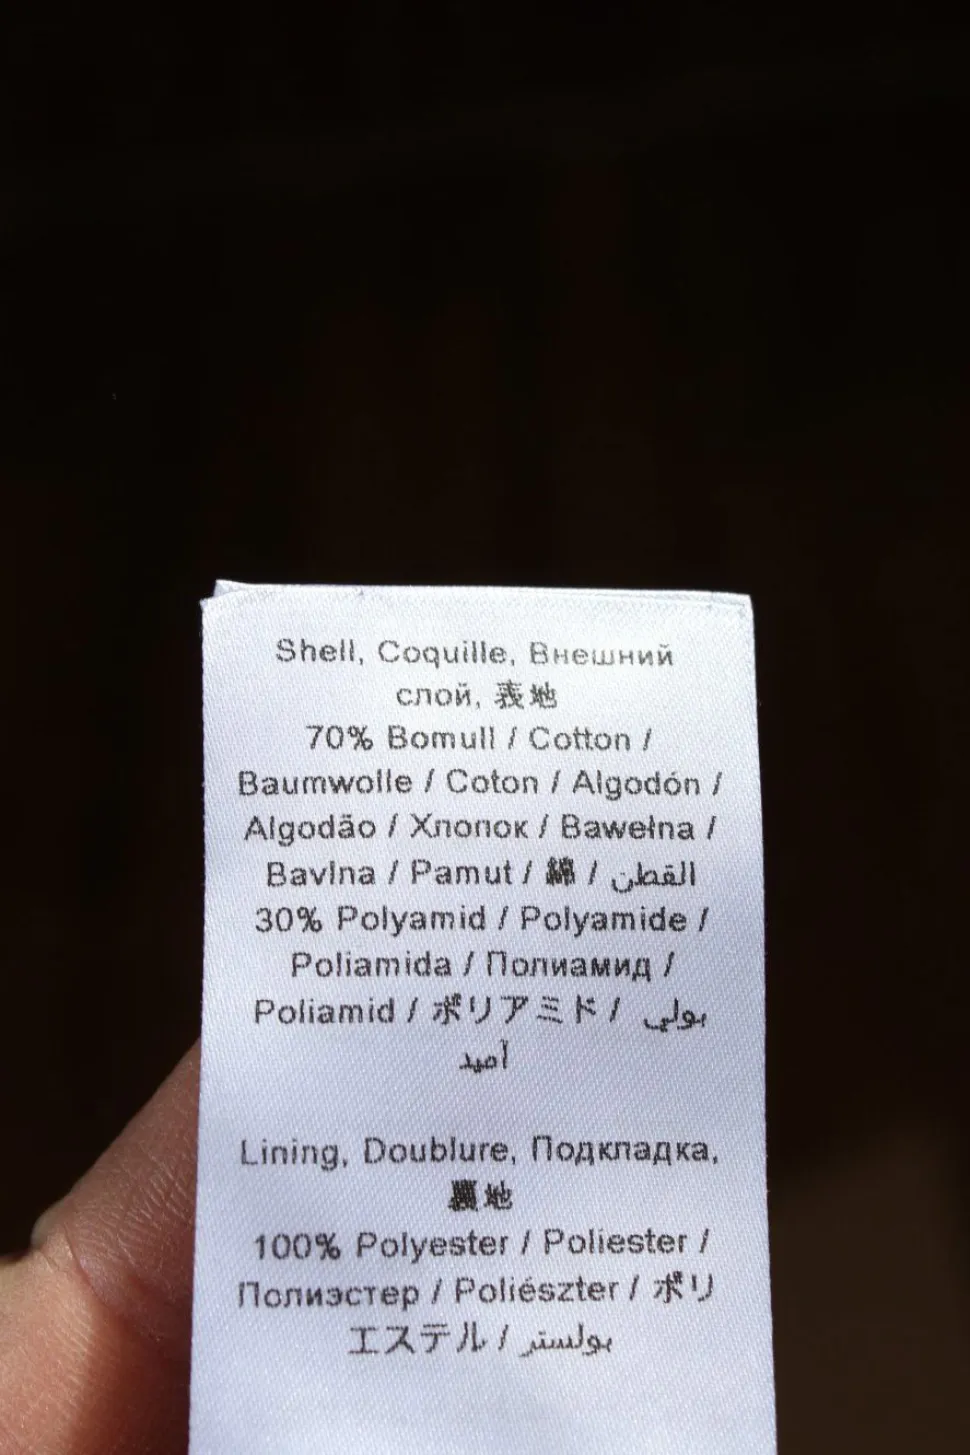 Shell, Coquille, Внешний
слой, 表地
70% Bomull / Cotton /
Baumwolle / Coton / Algodón /
Algodão / Хлопок / Bawełna /
Bavlna / Pamut / 綿 / القطن
30% Polyamid / Polyamide /
Poliamida / Полиамид /
Poliamid / ポリアミド / بولي
أميد
Lining, Doublure, Подкладка,
裏地
100% Polyester / Poliester /
Полиэстер / Poliészter / ポリ
エステル / بولستر